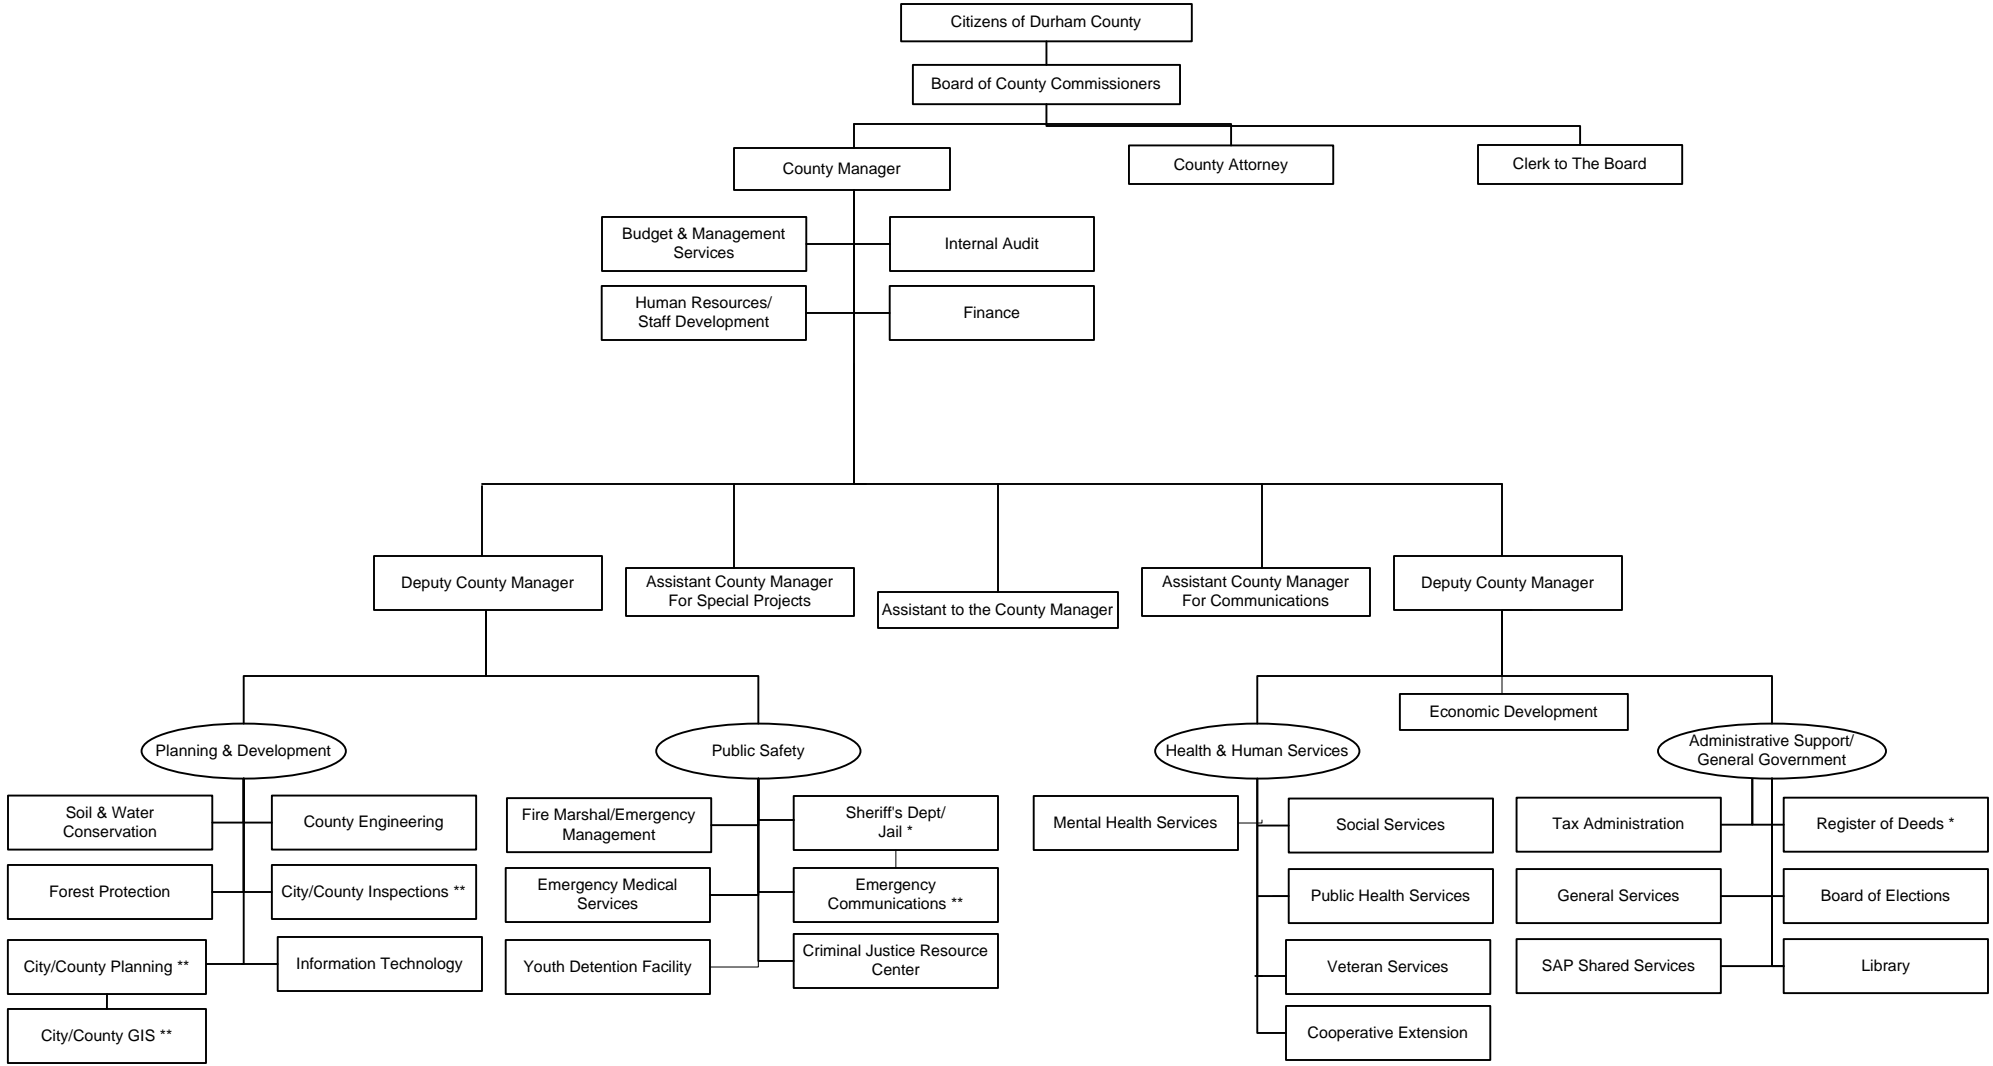 Citizens of Durham County
Board of County Commissioners
County Manager
County Attorney
Clerk to The Board
Budget & Management
Services
Internal Audit
Human Resources/
Staff Development
Finance
Deputy County Manager
Assistant County Manager
For Special Projects
Assistant to the County Manager
Assistant County Manager
For Communications
Deputy County Manager
Economic Development
Planning & Development
Public Safety
Health & Human Services
Administrative Support/
General Government
Soil & Water
Conservation
County Engineering
Forest Protection
City/County Inspections **
City/County Planning **
Information Technology
City/County GIS **
Fire Marshal/Emergency
Management
Sheriff's Dept/
Jail *
Emergency Medical
Services
Emergency
Communications **
Youth Detention Facility
Criminal Justice Resource
Center
Mental Health Services
Social Services
Public Health Services
Veteran Services
Cooperative Extension
Tax Administration
Register of Deeds *
General Services
Board of Elections
SAP Shared Services
Library